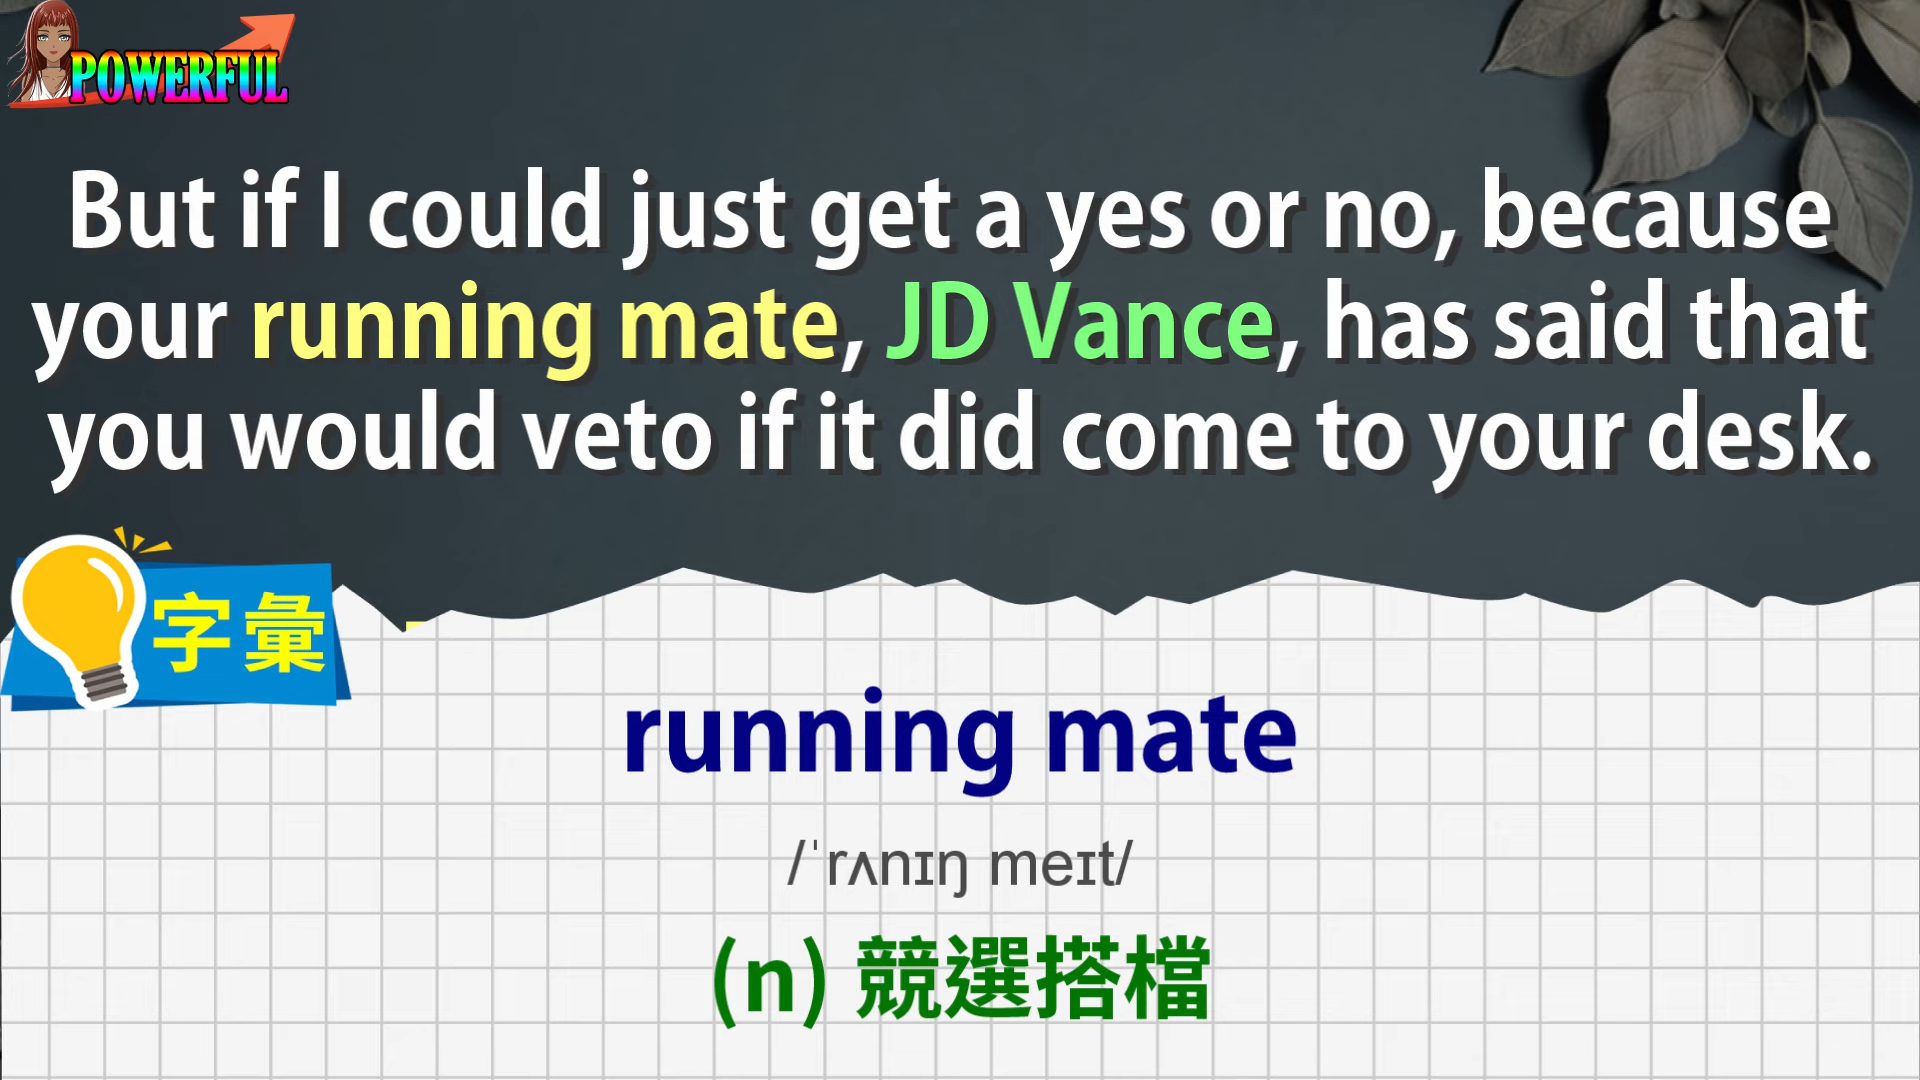 POWERFUL
But if I could just get a yes or no, because
your running mate, JD Vance, has said that
you would veto if it did come to your desk.
字彙
running mate
/ˈrʌnɪŋ meɪt/
(n) 競選搭檔